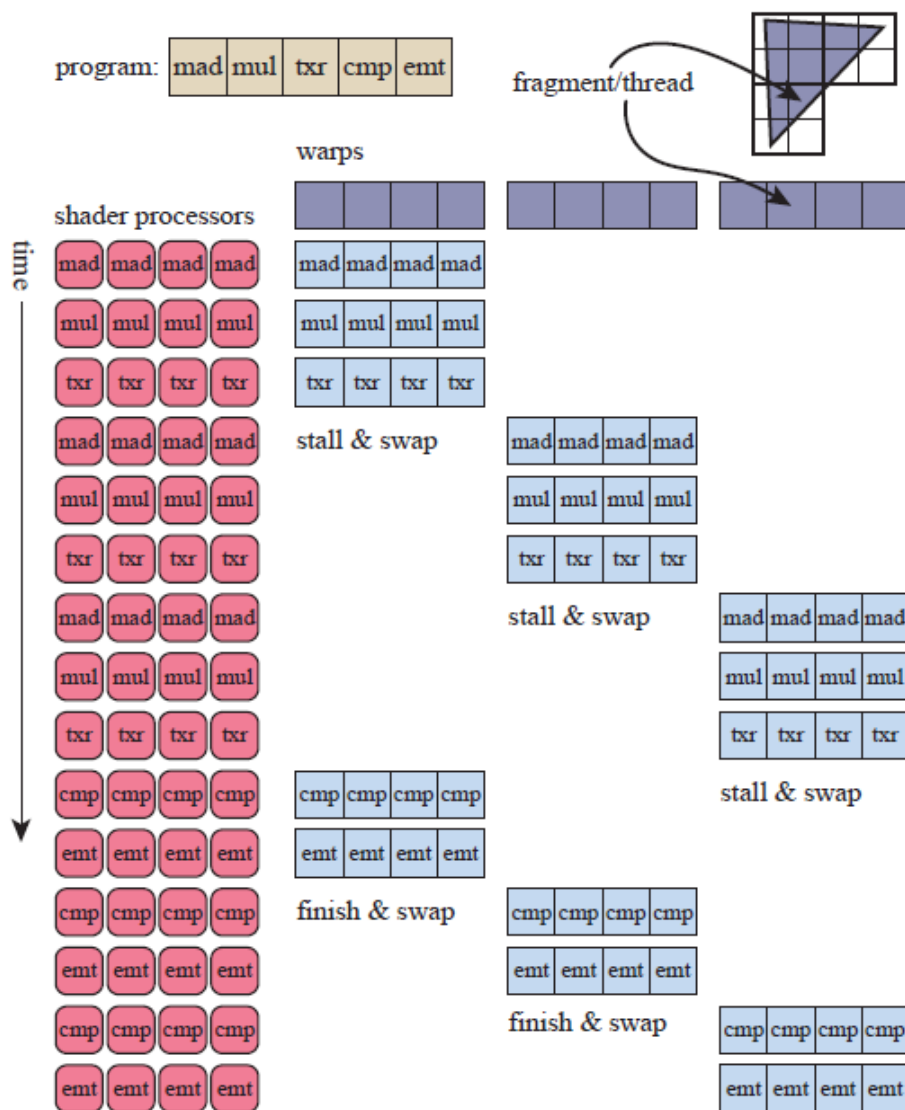 program: mad mul txr cmp emt
fragment/thread
warps
shader processors
time
mad mad mad mad mad mad mad mad
mul mul mul mul mul mul mul mul
txr txr txr txr txr txr txr txr
mad mad mad mad stall & swap mad mad mad mad
mul mul mul mul mul mul mul mul
txr txr txr txr txr txr txr txr
mad mad mad mad stall & swap mad mad mad mad
mul mul mul mul mul mul mul mul
txr txr txr txr txr txr txr txr
cmp cmp cmp cmp cmp cmp cmp cmp stall & swap
emt emt emt emt emt emt emt emt
cmp cmp cmp cmp finish & swap cmp cmp cmp cmp
emt emt emt emt emt emt emt emt
cmp cmp cmp cmp finish & swap cmp cmp cmp cmp
emt emt emt emt emt emt emt emt